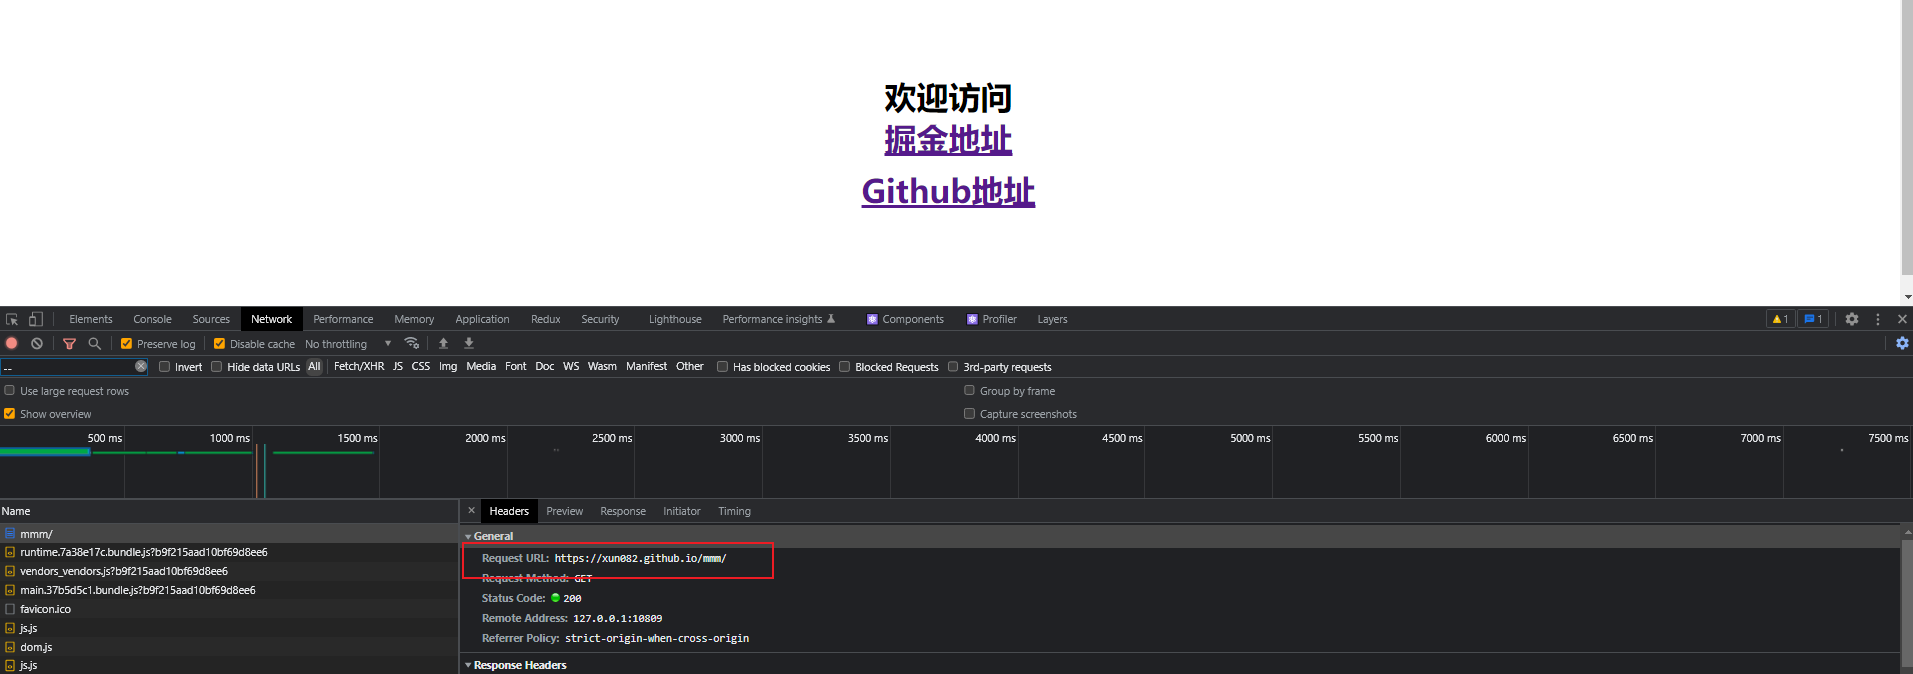 欢迎访问
掘金地址
Github地址
Elements Console Sources Network Performance Memory Application Redux Security Lighthouse Performance insights Components Profiler Layers 1 1
Preserve log Disable cache No throttling
-- Invert Hide data URLs All Fetch/XHR JS CSS Img Media Font Doc WS Wasm Manifest Other Has blocked cookies Blocked Requests 3rd-party requests
Use large request rows Group by frame
Show overview Capture screenshots
500 ms 1000 ms 1500 ms 2000 ms 2500 ms 3000 ms 3500 ms 4000 ms 4500 ms 5000 ms 5500 ms 6000 ms 6500 ms 7000 ms 7500 ms
Name
mmm/
runtime.7a38e17c.bundle.js?b9f215aad10bf69d8ee6
vendors_vendors.js?b9f215aad10bf69d8ee6
main.37b5d5c1.bundle.js?b9f215aad10bf69d8ee6
favicon.ico
js.js
dom.js
js.js
Headers Preview Response Initiator Timing
General
Request URL: https://xun082.github.io/mmm/
Request Method: GET
Status Code: 200
Remote Address: 127.0.0.1:10809
Referrer Policy: strict-origin-when-cross-origin
Response Headers